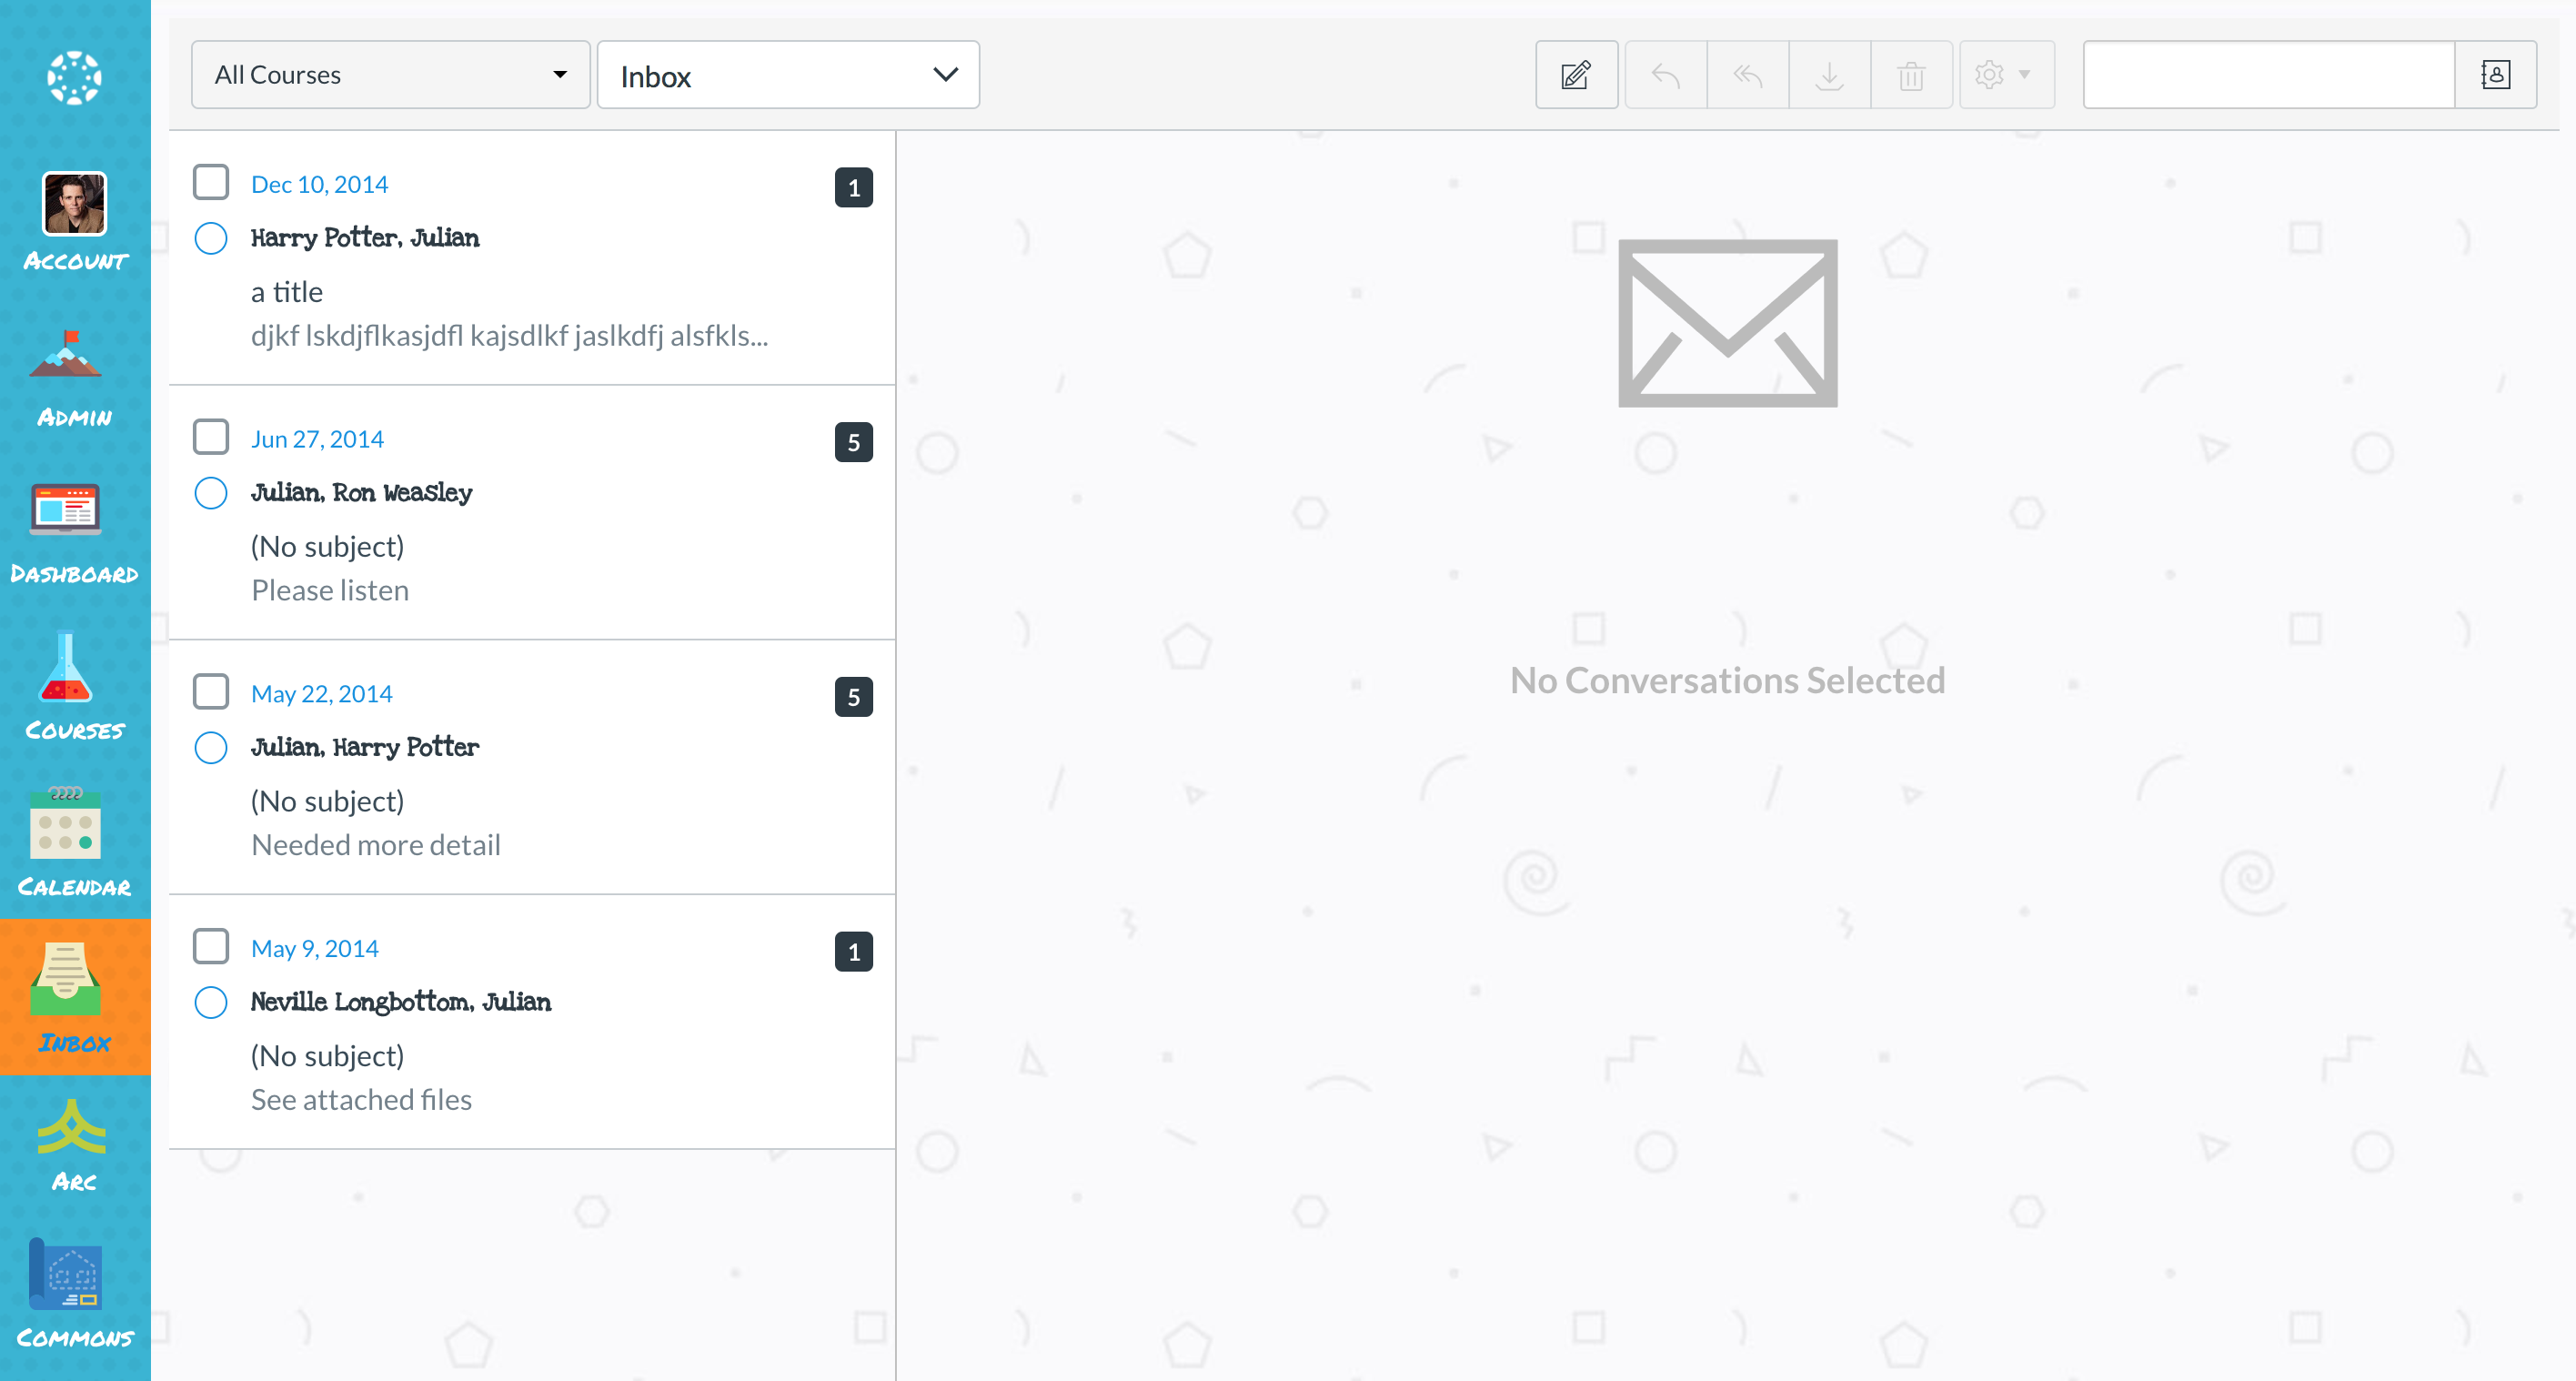 All Courses
Inbox
Account
Admin
Dashboard
Courses
Calendar
Inbox
Arc
Commons
Dec 10, 2014
1
Harry Potter, Julian
a title
djkf lskdjflkasjdfl kajsdlkf jaslkdfj alsfkls...
Jun 27, 2014
5
Julian, Ron Weasley
(No subject)
Please listen
May 22, 2014
5
Julian, Harry Potter
(No subject)
Needed more detail
May 9, 2014
1
Neville Longbottom, Julian
(No subject)
See attached files
No Conversations Selected